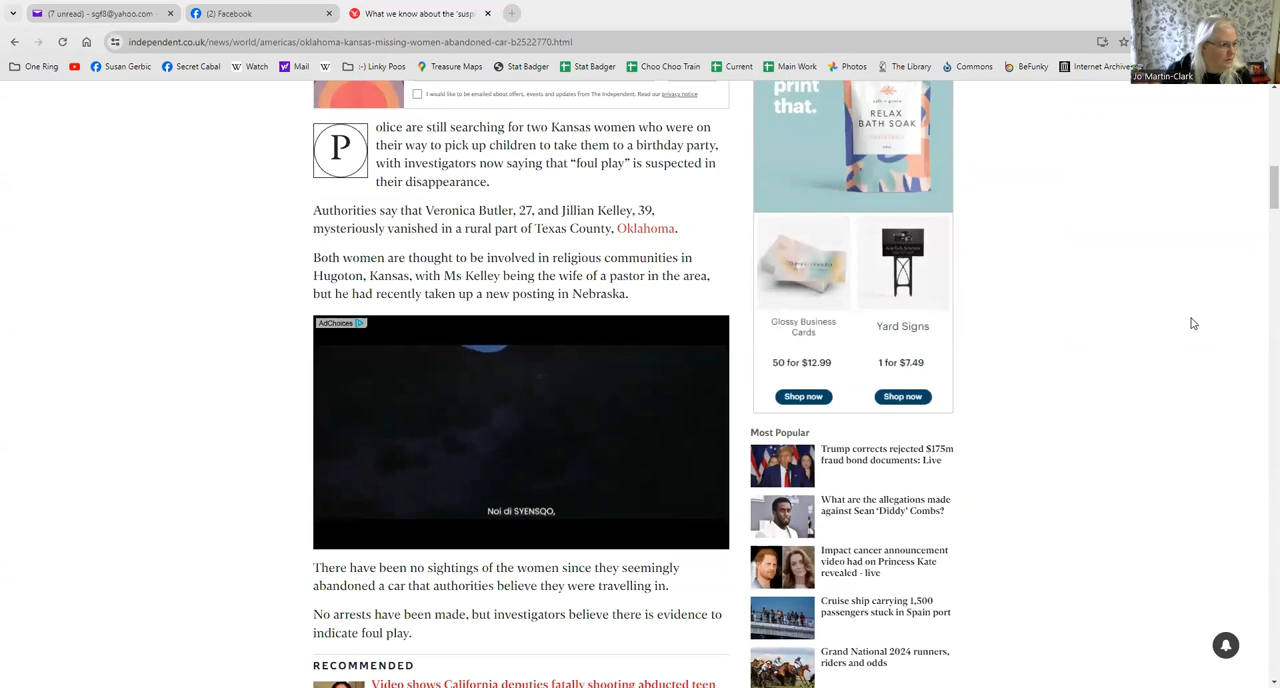 (7 unread) - sgf8@yahoo.com -
(2) Facebook
What we know about the 'susp
independent.co.uk/news/world/americas/oklahoma-kansas-missing-women-abandoned-car-b2522770.html
One Ring
Susan Gerbic
Secret Cabal
Watch
Mail
:-) Linky Poos
Treasure Maps
Stat Badger
Stat Badger
Choo Choo Train
Current
Main Work
Photos
The Library
Commons
BeFunky
Internet Archive
Jo Martin-Clark
I would like to be emailed about offers, events and updates from The Independent. Read our privacy notice
Police are still searching for two Kansas women who were on
their way to pick up children to take them to a birthday party,
with investigators now saying that “foul play” is suspected in
their disappearance.
Authorities say that Veronica Butler, 27, and Jillian Kelley, 39,
mysteriously vanished in a rural part of Texas County, Oklahoma.
Both women are thought to be involved in religious communities in
Hugoton, Kansas, with Ms Kelley being the wife of a pastor in the area,
but he had recently taken up a new posting in Nebraska.
AdChoices
Noi di SYENSQO,
There have been no sightings of the women since they seemingly
abandoned a car that authorities believe they were travelling in.
No arrests have been made, but investigators believe there is evidence to
indicate foul play.
RECOMMENDED
Video shows California deputies fatally shooting abducted teen
print
that.
RELAX
BATH SOAK
Glossy Business
Cards
50 for $12.99
Shop now
Yard Signs
1 for $7.49
Shop now
Most Popular
Trump corrects rejected $175m
fraud bond documents: Live
What are the allegations made
against Sean ‘Diddy’ Combs?
Impact cancer announcement
video had on Princess Kate
revealed - live
Cruise ship carrying 1,500
passengers stuck in Spain port
Grand National 2024 runners,
riders and odds